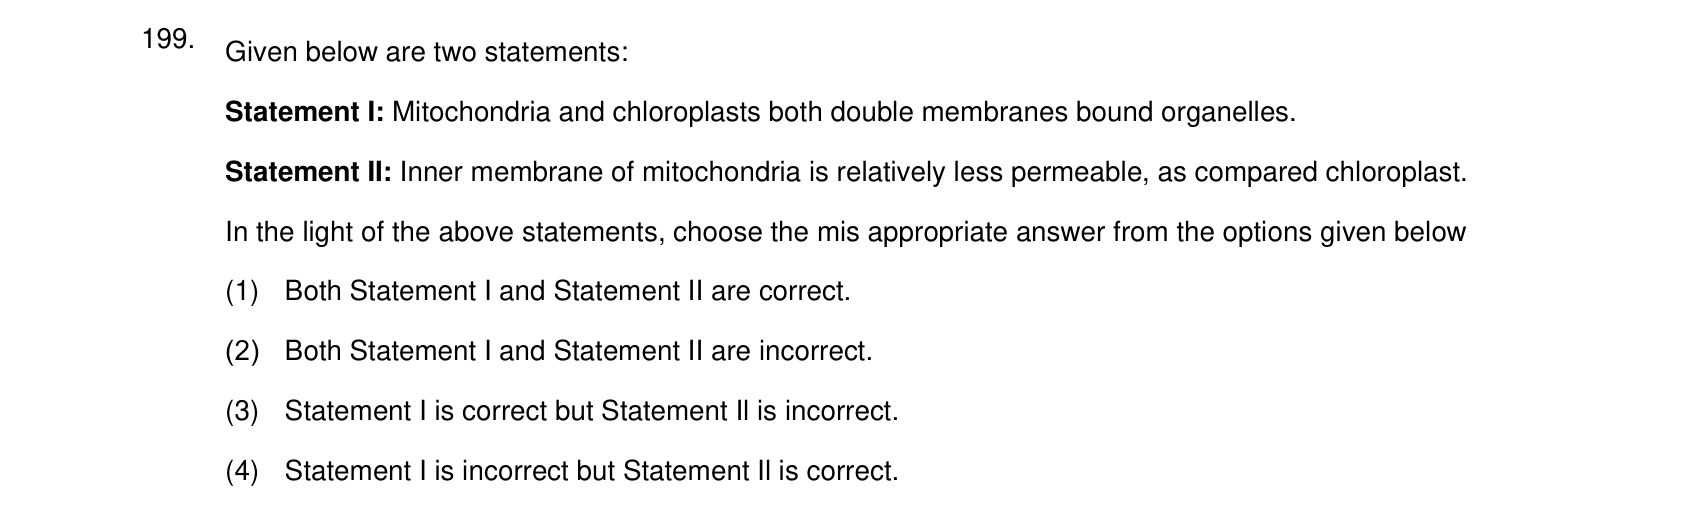 199. Given below are two statements:
Statement I: Mitochondria and chloroplasts both double membranes bound organelles.
Statement II: Inner membrane of mitochondria is relatively less permeable, as compared chloroplast.
In the light of the above statements, choose the mis appropriate answer from the options given below
(1) Both Statement I and Statement II are correct.
(2) Both Statement I and Statement II are incorrect.
(3) Statement I is correct but Statement II is incorrect.
(4) Statement I is incorrect but Statement II is correct.